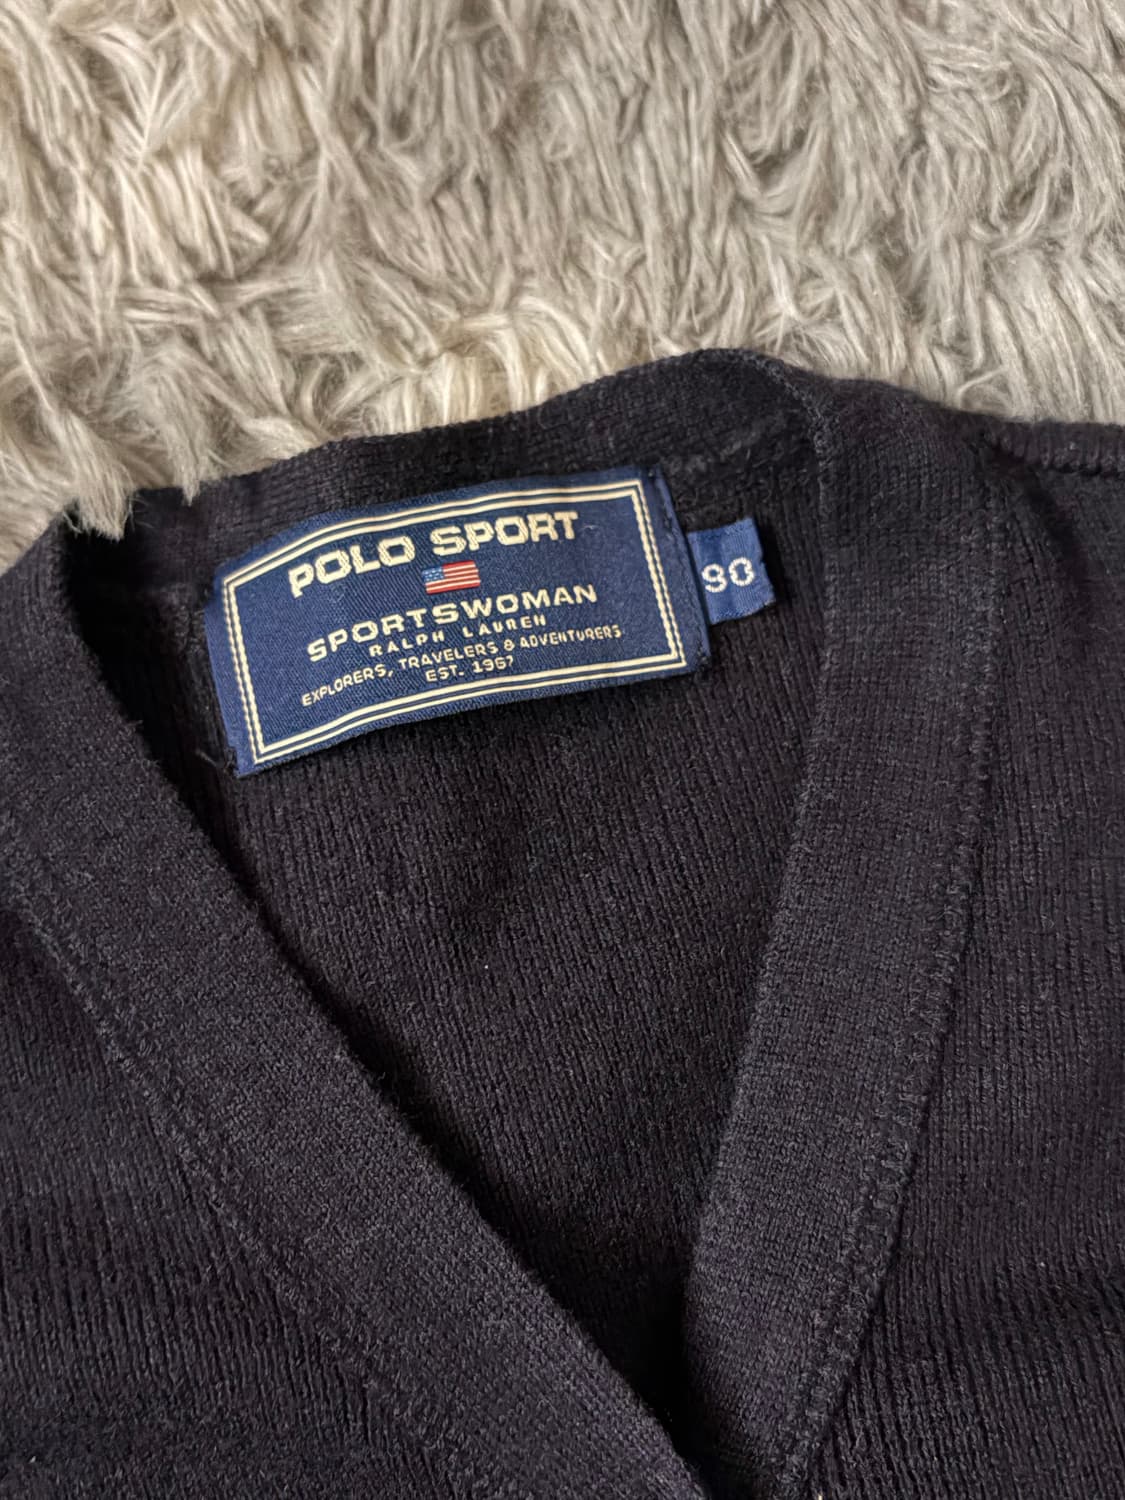 POLO SPORT
SPORTSWOMAN
RALPH LAUREN
EXPLORERS, TRAVELERS & ADVENTURERS
EST. 1967
90